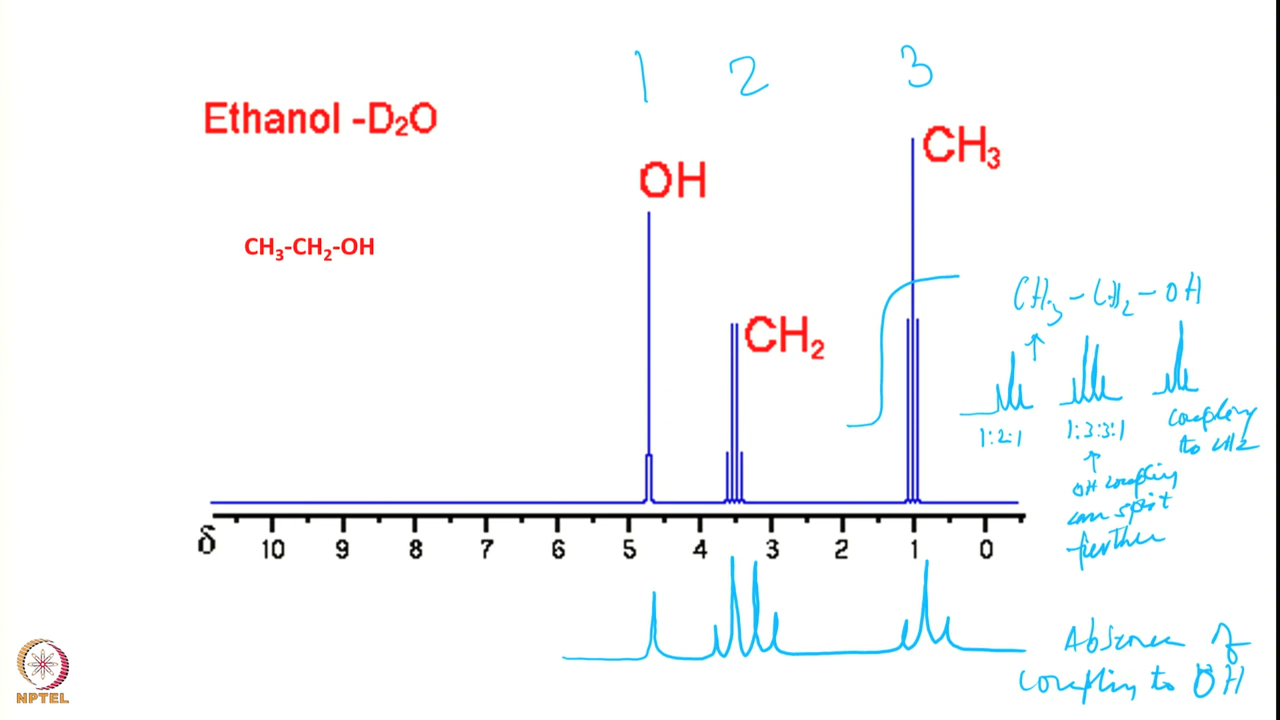 1 2 3
Ethanol -D₂O
CH₃
OH
CH₃-CH₂-OH
CH₃ - CH₂ - OH
CH₂
1:2:1 1:3:3:1 coupling
to CH2
OH coupling
can split
further
δ 10 9 8 7 6 5 4 3 2 1 0
Absence of
coupling to OH
NPTEL